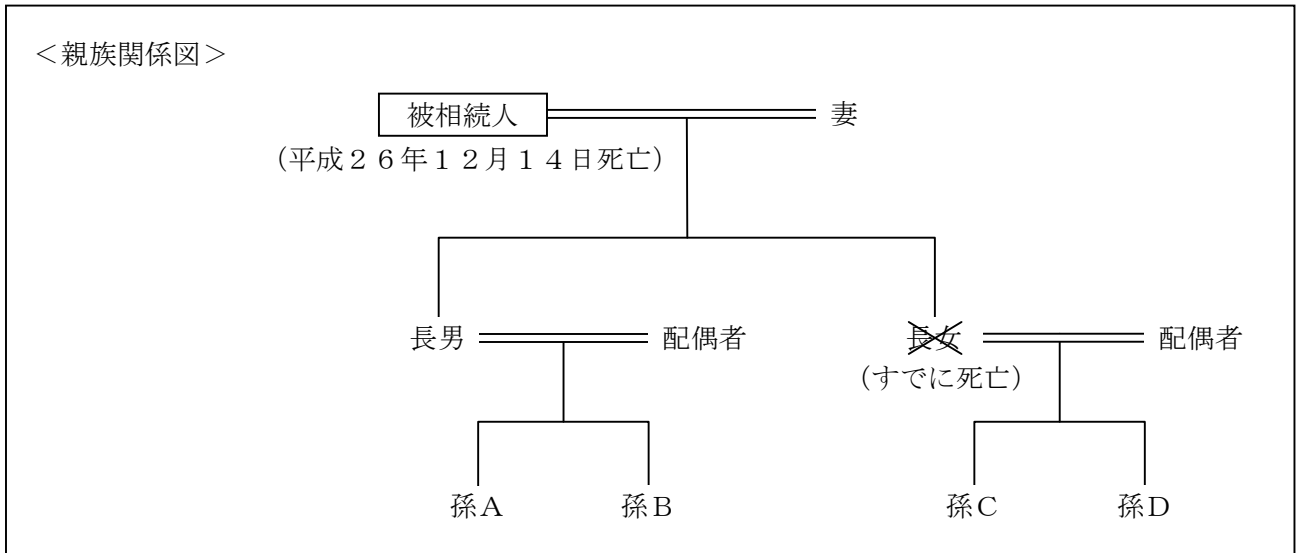 ＜親族関係図＞
被相続人 妻
（平成２６年１２月１４日死亡）
長男 配偶者 長女 配偶者
（すでに死亡）
孫Ａ 孫Ｂ 孫Ｃ 孫Ｄ